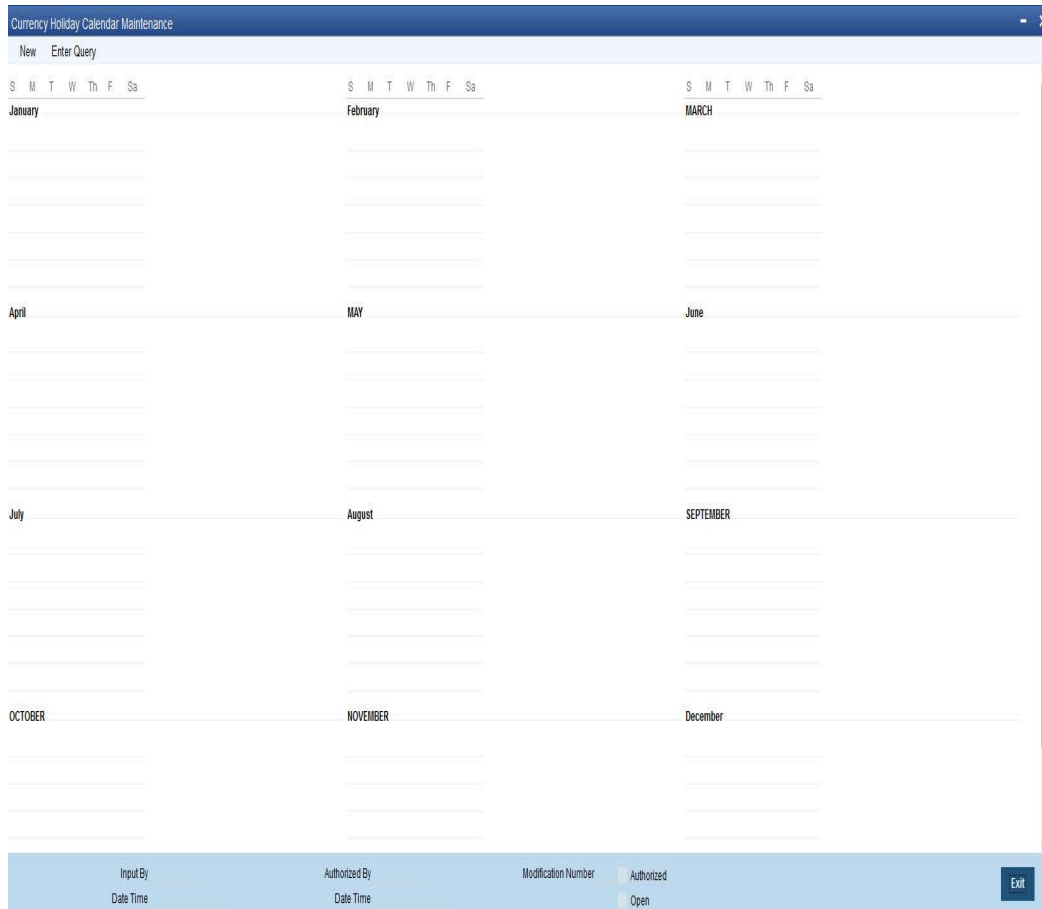 Currency Holiday Calendar Maintenance
New Enter Query
S M T W Th F Sa S M T W Th F Sa S M T W Th F Sa
January February MARCH
April MAY June
July August SEPTEMBER
OCTOBER NOVEMBER December
Input By Authorized By Modification Number Authorized
Date Time Date Time Open
Exit